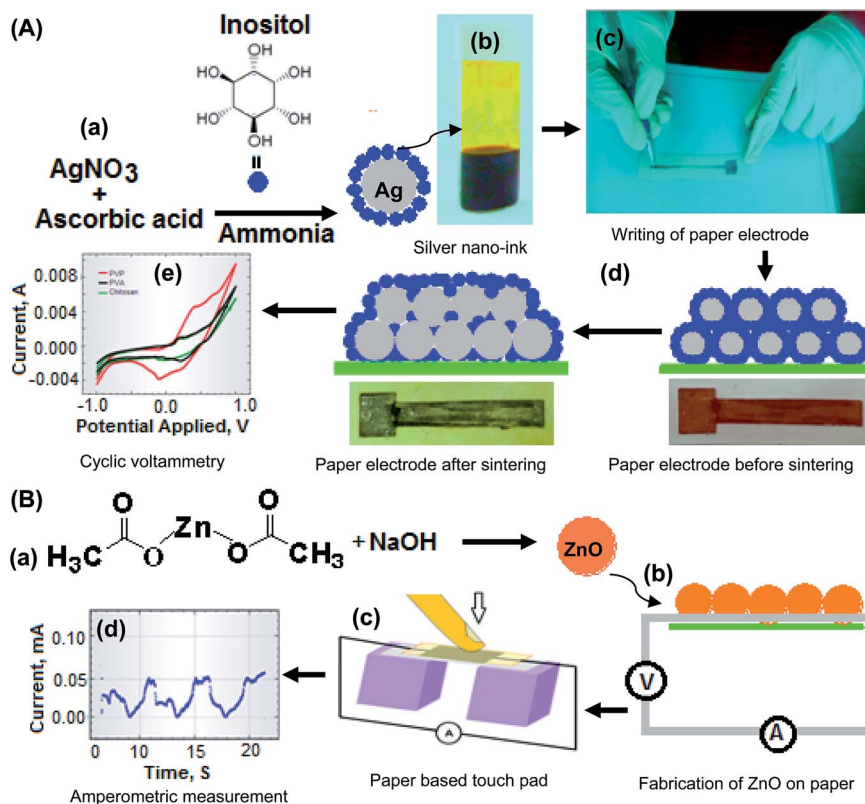 (A)
Inositol
OH
HO OH
HO OH
OH
(a)
AgNO3
+
Ascorbic acid
Ammonia
Ag
(b)
Silver nano-ink
(c)
Writing of paper electrode
(d)
Paper electrode before sintering
Paper electrode after sintering
(e)
PVP
PVA
Chitosan
0.008
0.004
0.000
-0.004
Current, A
-1.0 0.0 1.0
Potential Applied, V
Cyclic voltammetry
(B)
(a)
O O
Zn
H3C O O CH3 + NaOH
ZnO
(b)
V
A
Fabrication of ZnO on paper
(c)
A
Paper based touch pad
(d)
0.10
0.05
0.00
Current, mA
0 10 15 20
Time, S
Amperometric measurement